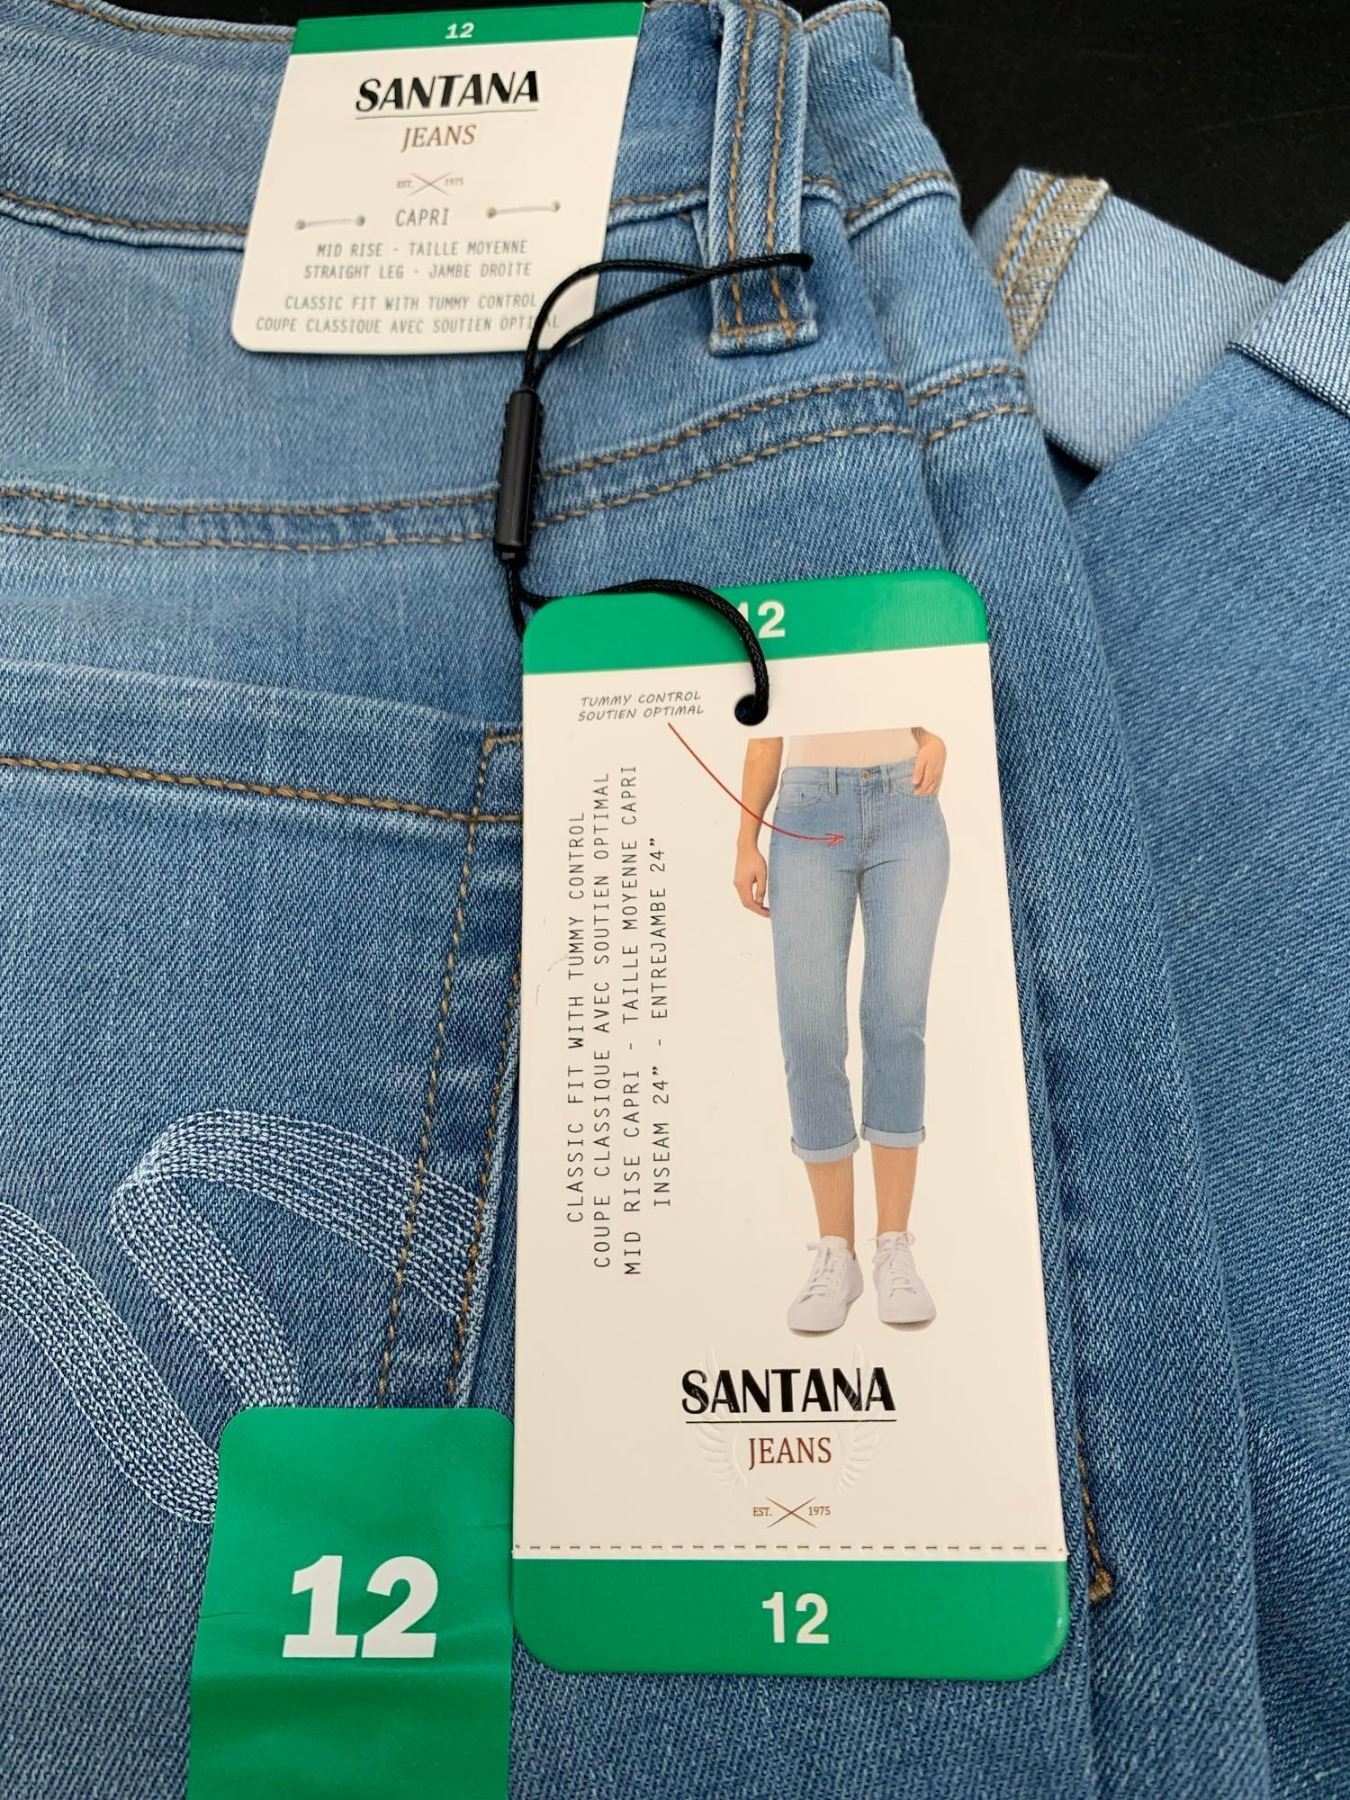 12
SANTANA
JEANS
EST. 1975
CAPRI
MID RISE - TAILLE MOYENNE
STRAIGHT LEG - JAMBE DROITE
CLASSIC FIT WITH TUMMY CONTROL
COUPE CLASSIQUE AVEC SOUTIEN OPTIMAL
12
TUMMY CONTROL
SOUTIEN OPTIMAL
CLASSIC FIT WITH TUMMY CONTROL
COUPE CLASSIQUE AVEC SOUTIEN OPTIMAL
MID RISE CAPRI - TAILLE MOYENNE CAPRI
INSEAM 24” - ENTREJAMBE 24”
SANTANA
JEANS
EST. 1975
12
12